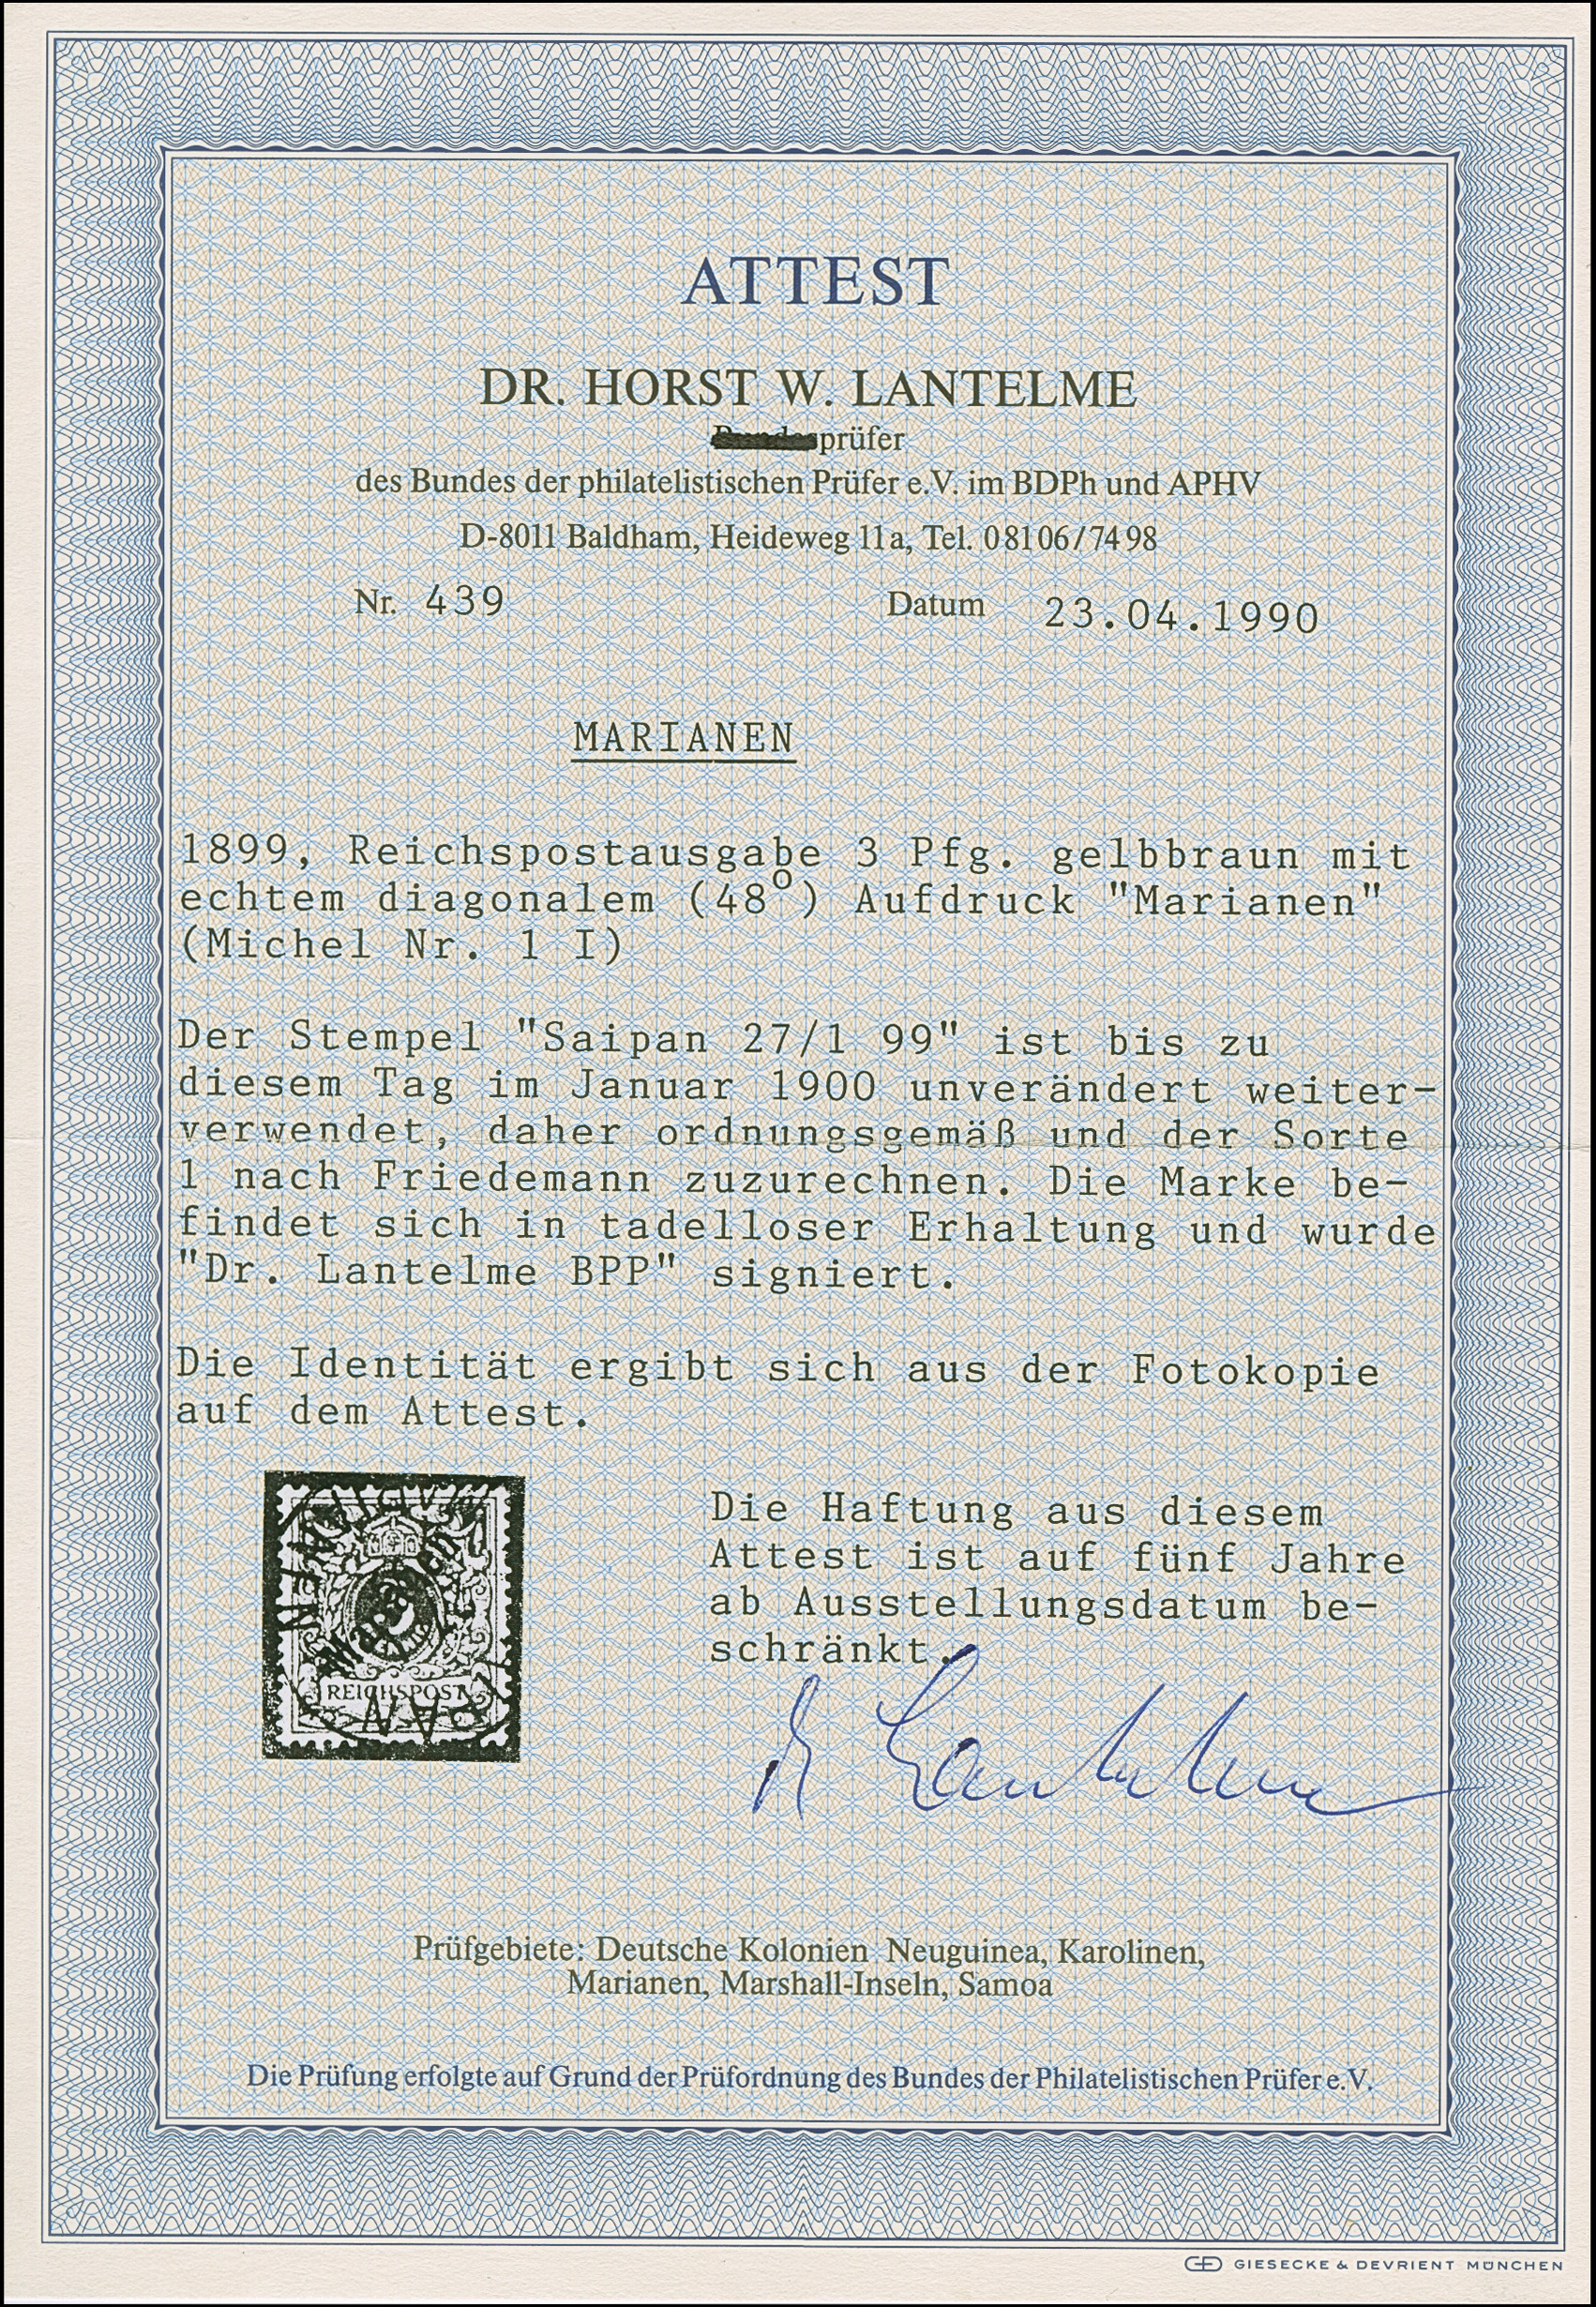 ATTEST
DR. HORST W. LANTELME
prüfer
des Bundes der philatelistischen Prüfer e.V. im BDPh und APHV
D-8011 Baldham, Heideweg 11a, Tel. 08106/7498
Nr. 439 Datum 23.04.1990
MARIANEN
1899, Reichspostausgabe 3 Pfg. gelbbraun mit
echtem diagonalem (48°) Aufdruck "Marianen"
(Michel Nr. 1 I)
Der Stempel "Saipan 27/1 99" ist bis zu
diesem Tag im Januar 1900 unverändert weiter-
verwendet, daher ordnungsgemäß und der Sorte
1 nach Friedemann zuzurechnen. Die Marke be-
findet sich in tadelloser Erhaltung und wurde
"Dr. Lantelme BPP" signiert.
Die Identität ergibt sich aus der Fotokopie
auf dem Attest.
REICHSPOST
Die Haftung aus diesem
Attest ist auf fünf Jahre
ab Ausstellungsdatum be-
schränkt.
Dr Lantelme
Prüfgebiete: Deutsche Kolonien Neuguinea, Karolinen,
Marianen, Marshall-Inseln, Samoa
Die Prüfung erfolgte auf Grund der Prüfordnung des Bundes der Philatelistischen Prüfer e.V.
GD GIESECKE & DEVRIENT MÜNCHEN